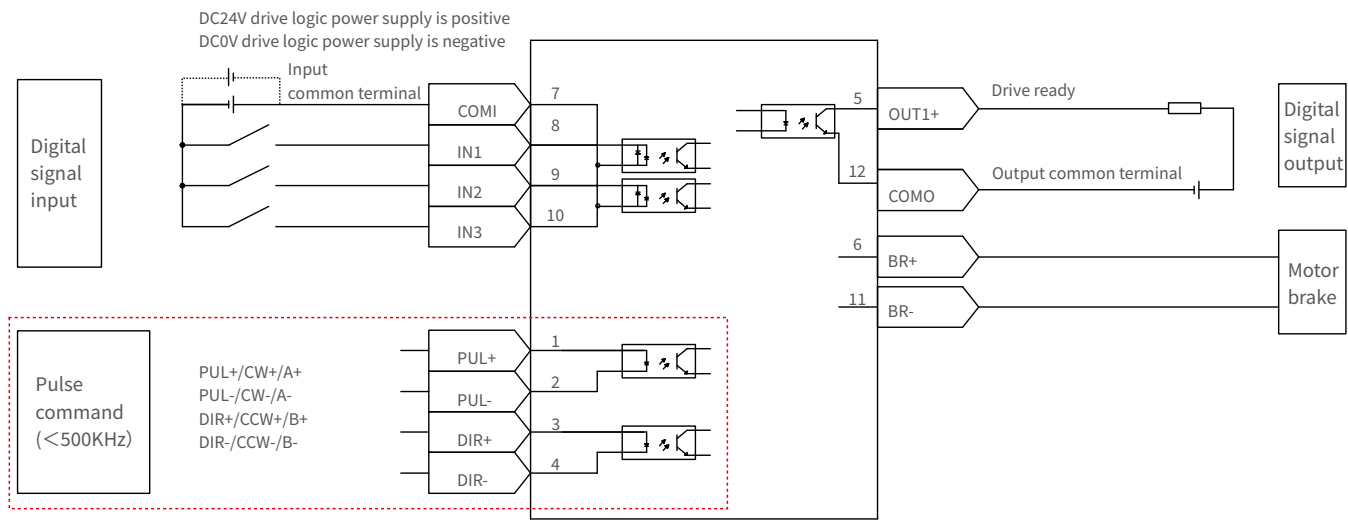 DC24V drive logic power supply is positive
DC0V drive logic power supply is negative
Digital
signal
input
Input
common terminal
COMI
IN1
IN2
IN3
7
8
9
10
5
12
6
11
OUT1+
COMO
BR+
BR-
Drive ready
Output common terminal
Digital
signal
output
Motor
brake
Pulse
command
(＜500KHz)
PUL+/CW+/A+
PUL-/CW-/A-
DIR+/CCW+/B+
DIR-/CCW-/B-
PUL+
PUL-
DIR+
DIR-
1
2
3
4